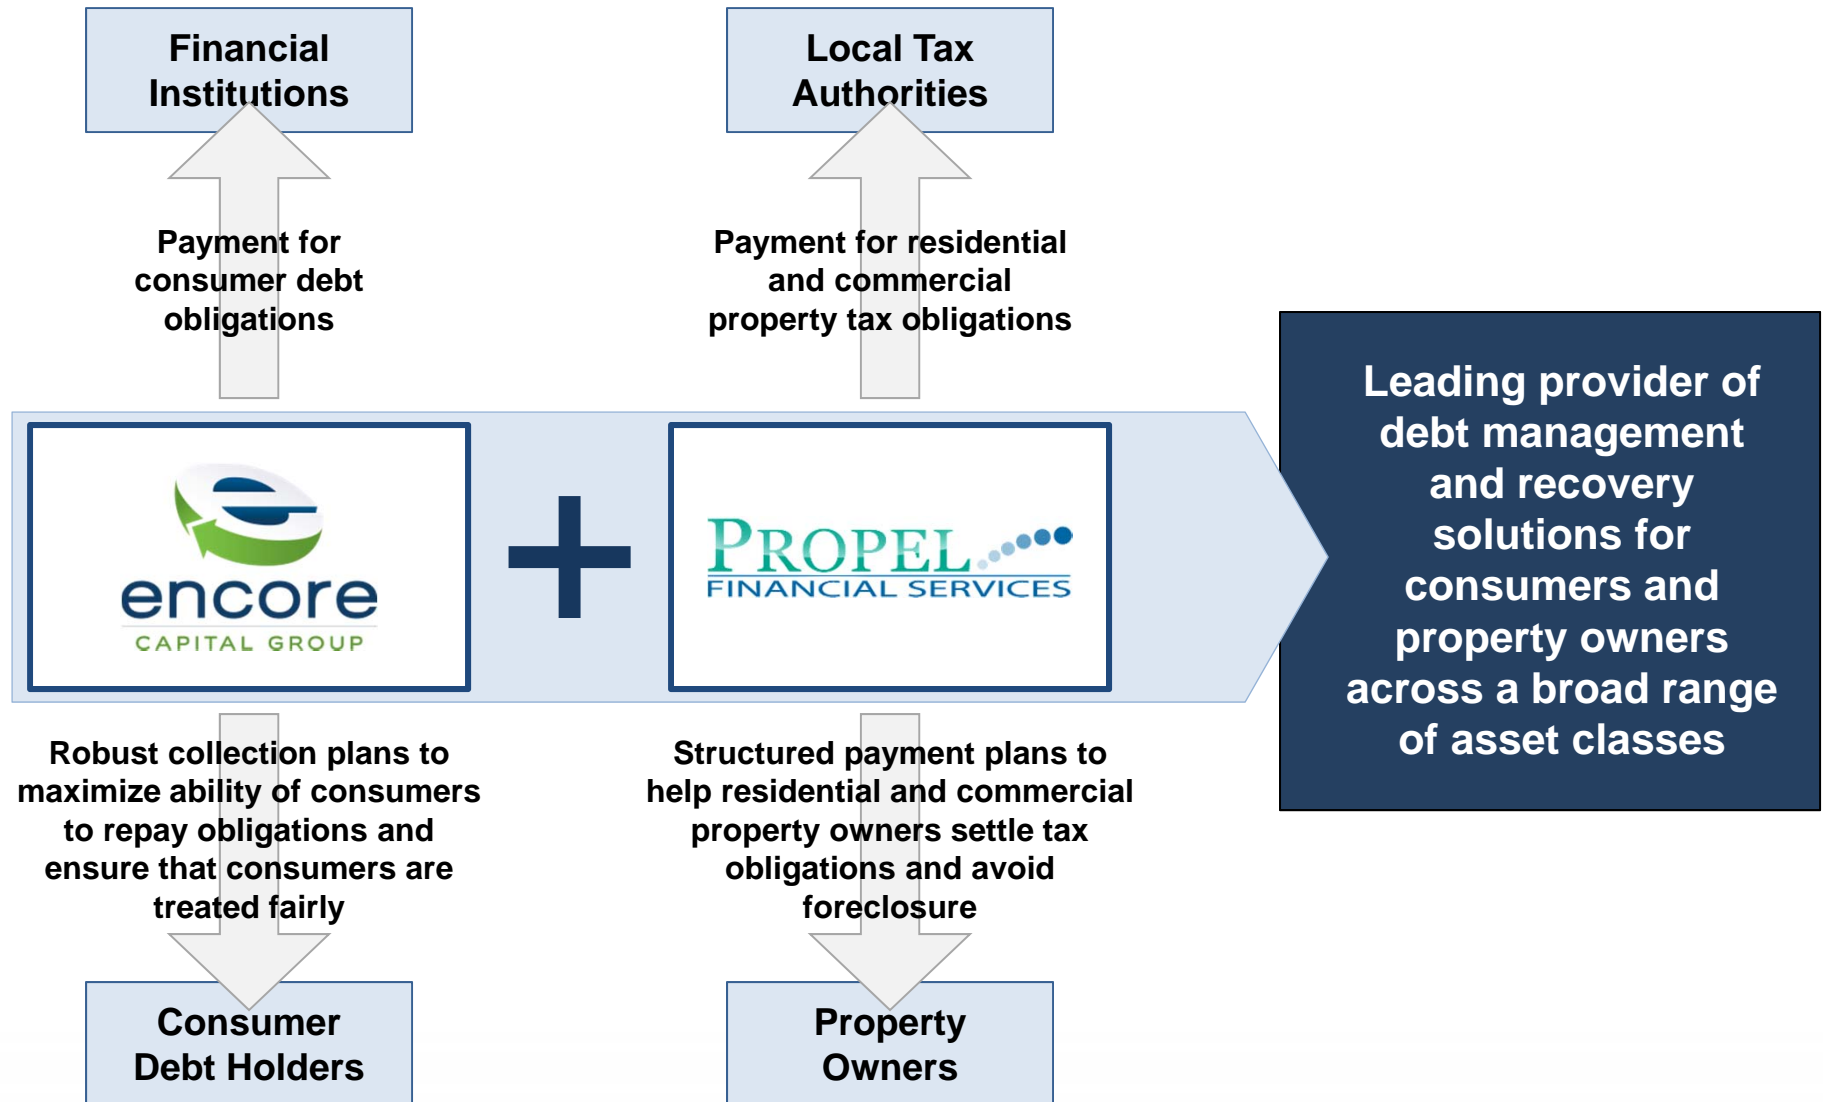 Financial
Institutions
Local Tax
Authorities
Payment for
consumer debt
obligations
Payment for residential
and commercial
property tax obligations
encore
CAPITAL GROUP
+
PROPEL
FINANCIAL SERVICES
Leading provider of
debt management
and recovery
solutions for
consumers and
property owners
across a broad range
of asset classes
Robust collection plans to
maximize ability of consumers
to repay obligations and
ensure that consumers are
treated fairly
Structured payment plans to
help residential and commercial
property owners settle tax
obligations and avoid
foreclosure
Consumer
Debt Holders
Property
Owners